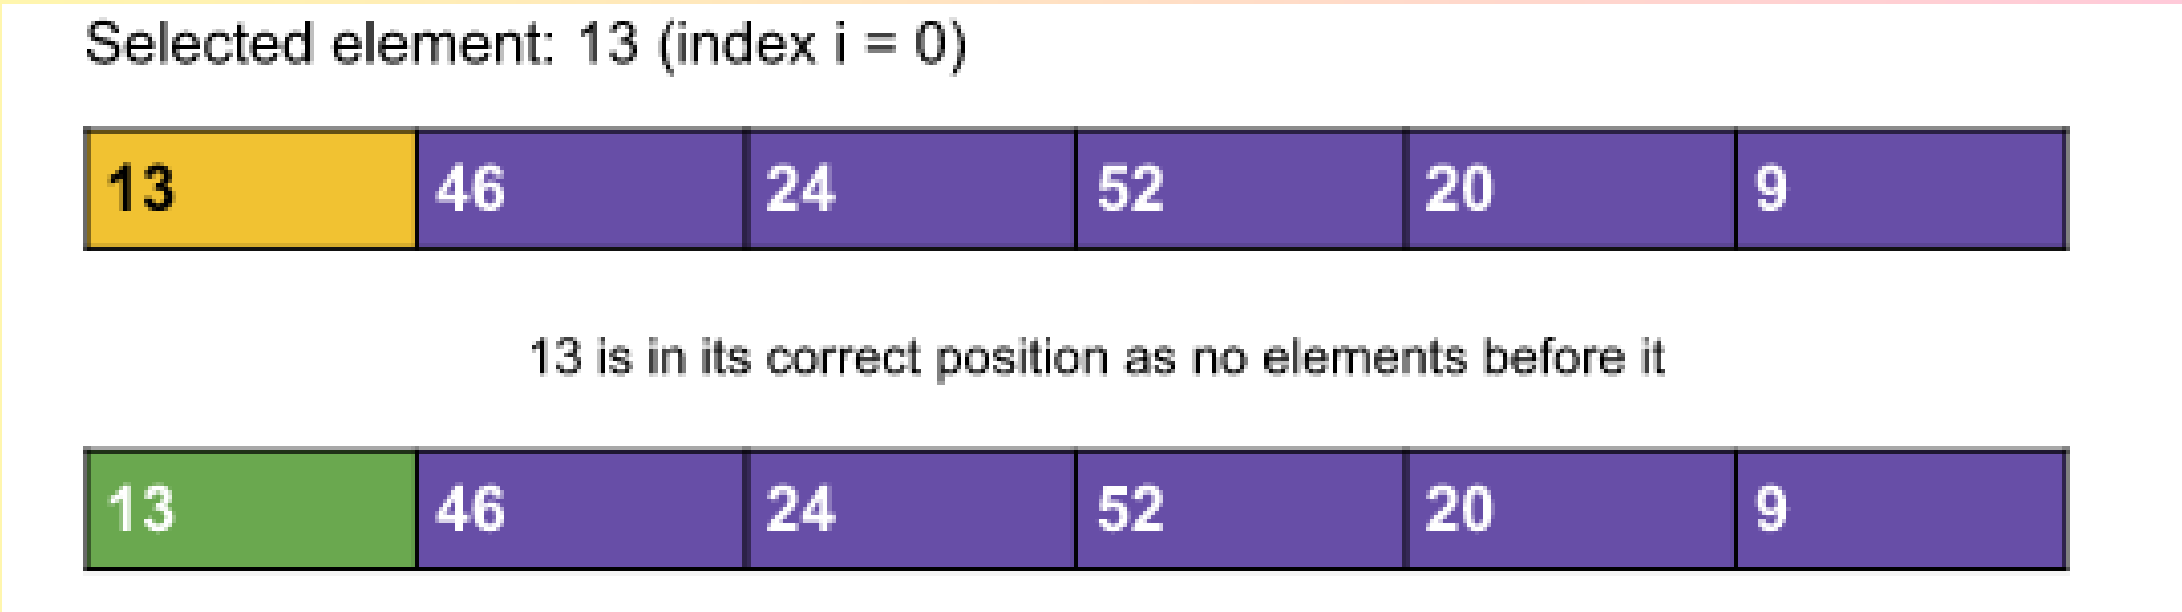 Selected element: 13 (index i = 0)
13 46 24 52 20 9
13 is in its correct position as no elements before it
13 46 24 52 20 9